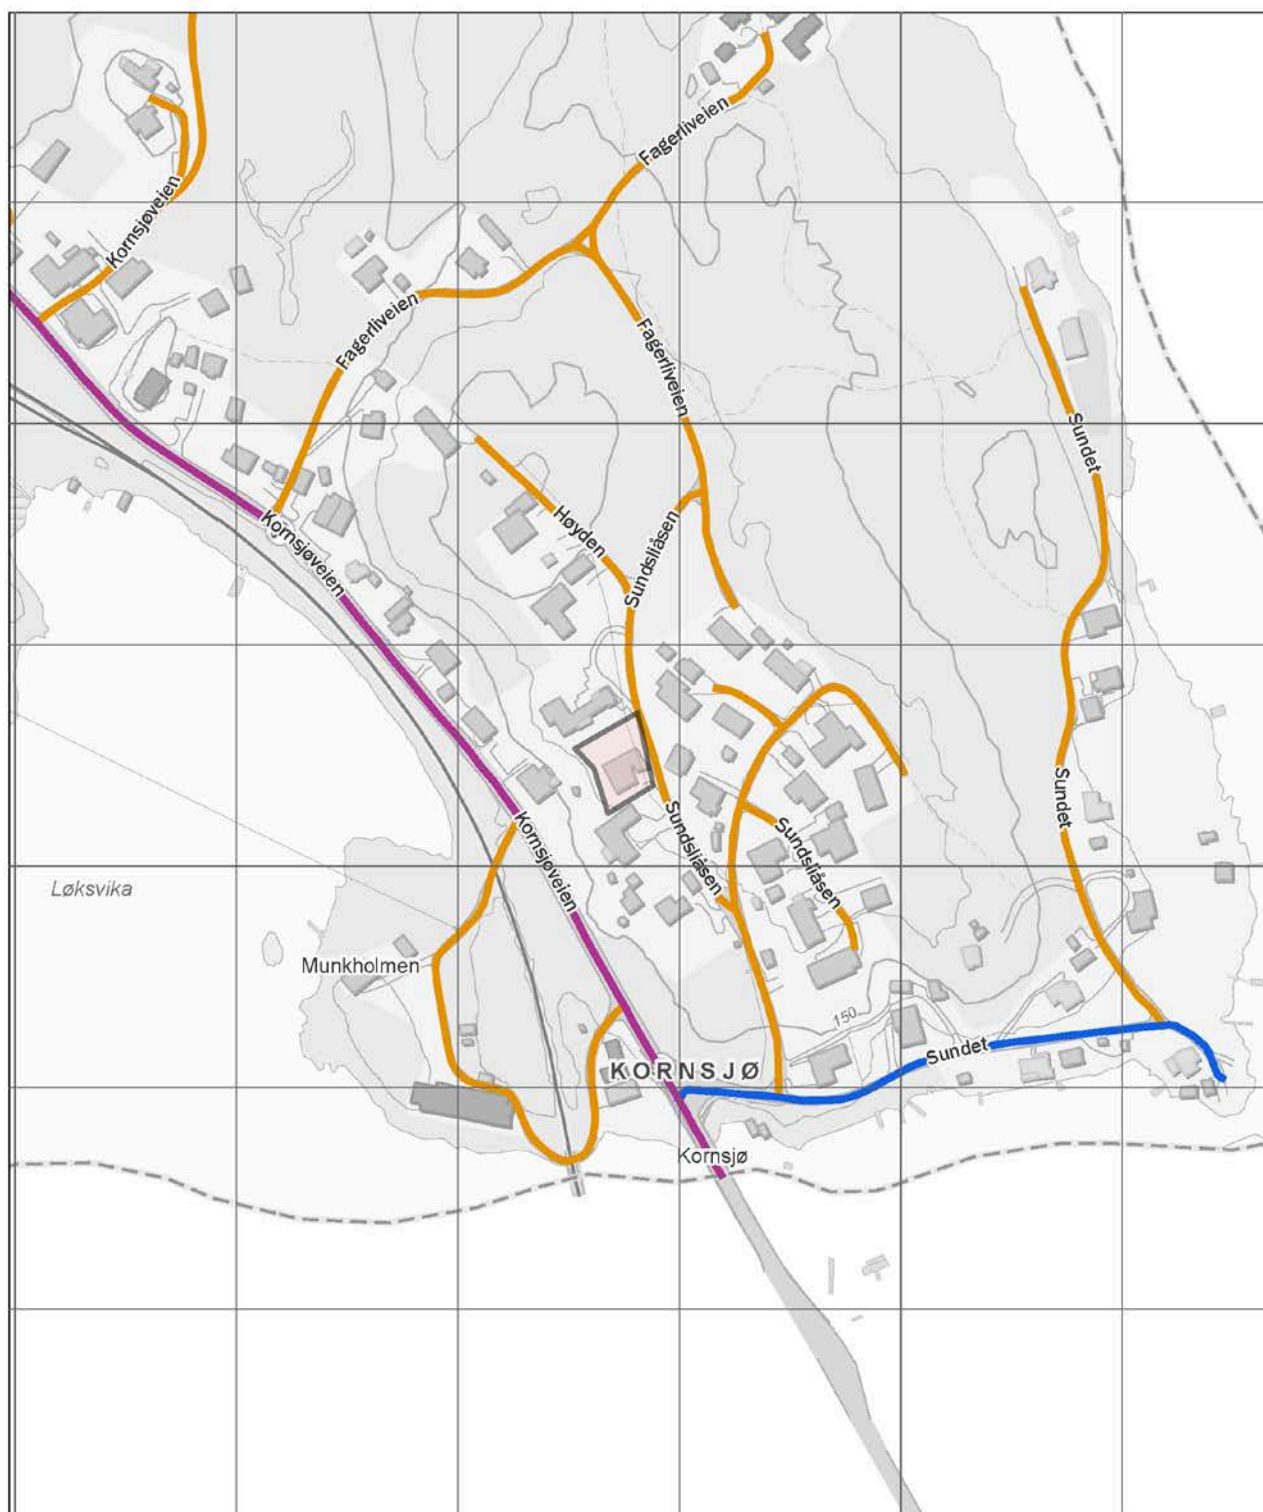 Fagerliveien
Kornsjøveien
Fagerliveien
Fagerliveien
Sundet
Kornsjøveien
Høyden
Sundsliåsen
Sundet
Kornsjøveien
Sundsliåsen
Sundsliåsen
Løksvika
Munkholmen
150
Sundet
KORNSJØ
Kornsjø